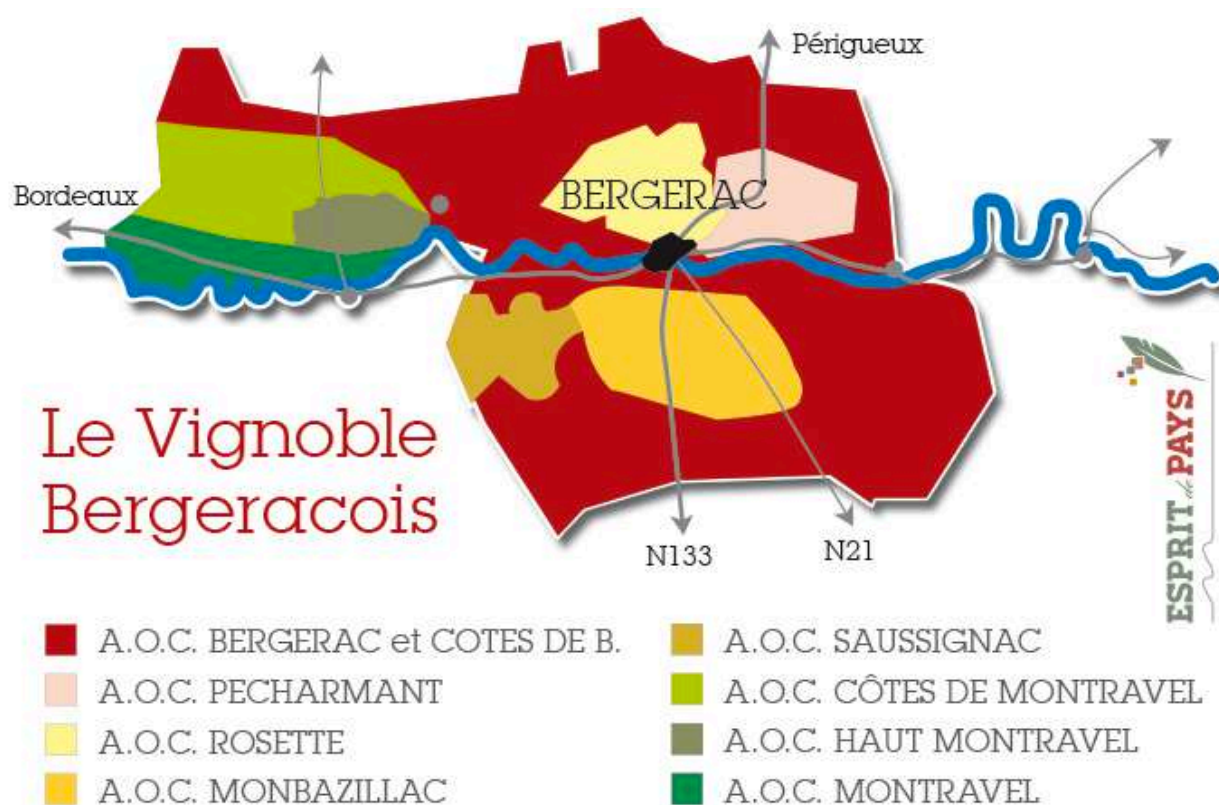 Périgueux
Bordeaux
BERGERAC
Le Vignoble
Bergeracois
N133
N21
ESPRIT de PAYS
A.O.C. BERGERAC et COTES DE B.
A.O.C. PECHARMANT
A.O.C. ROSETTE
A.O.C. MONBAZILLAC
A.O.C. SAUSSIGNAC
A.O.C. CÔTES DE MONTRAVEL
A.O.C. HAUT MONTRAVEL
A.O.C. MONTRAVEL